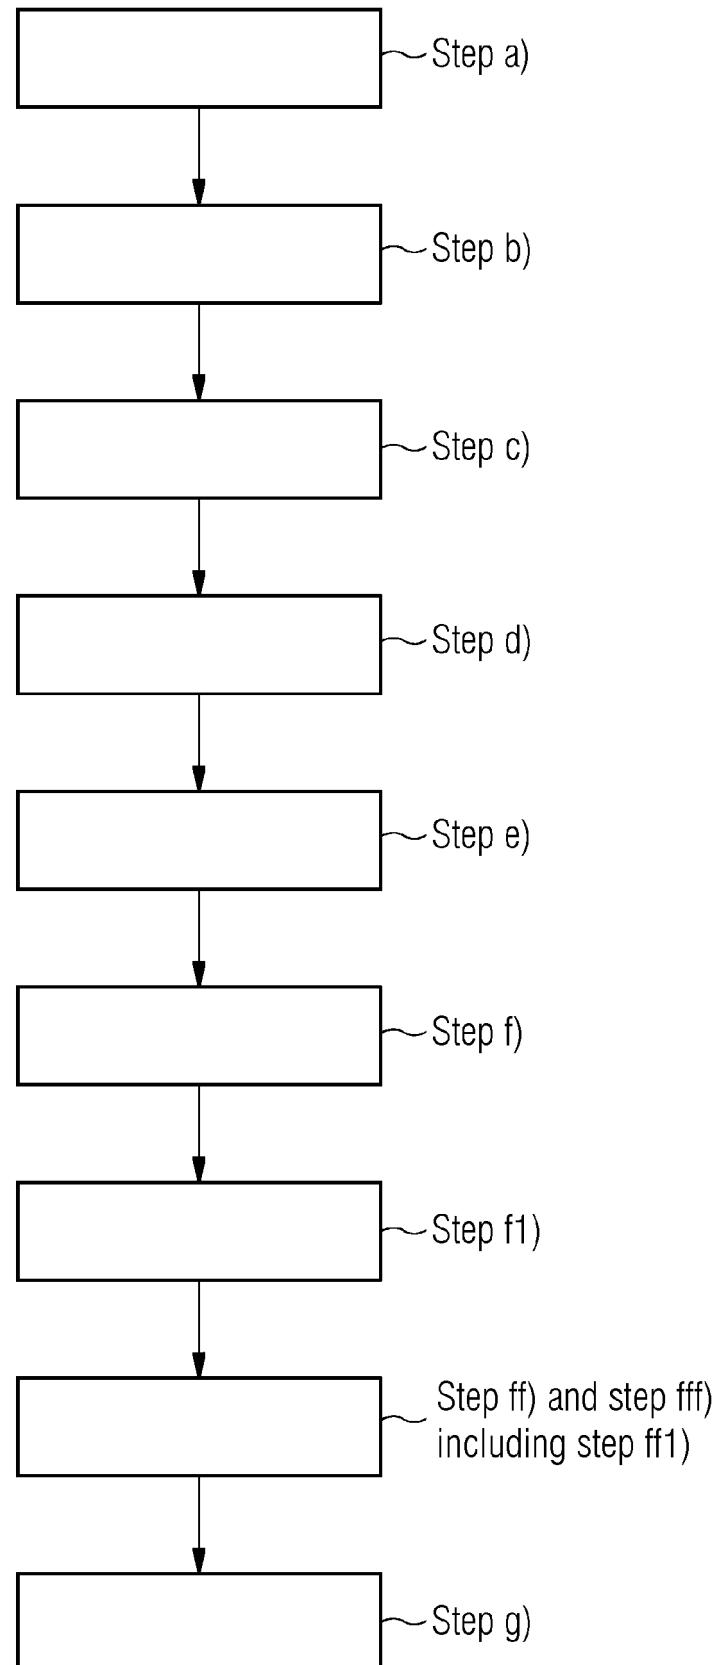 Step a)
Step b)
Step c)
Step d)
Step e)
Step f)
Step f1)
Step ff) and step fff)
including step ff1)
Step g)